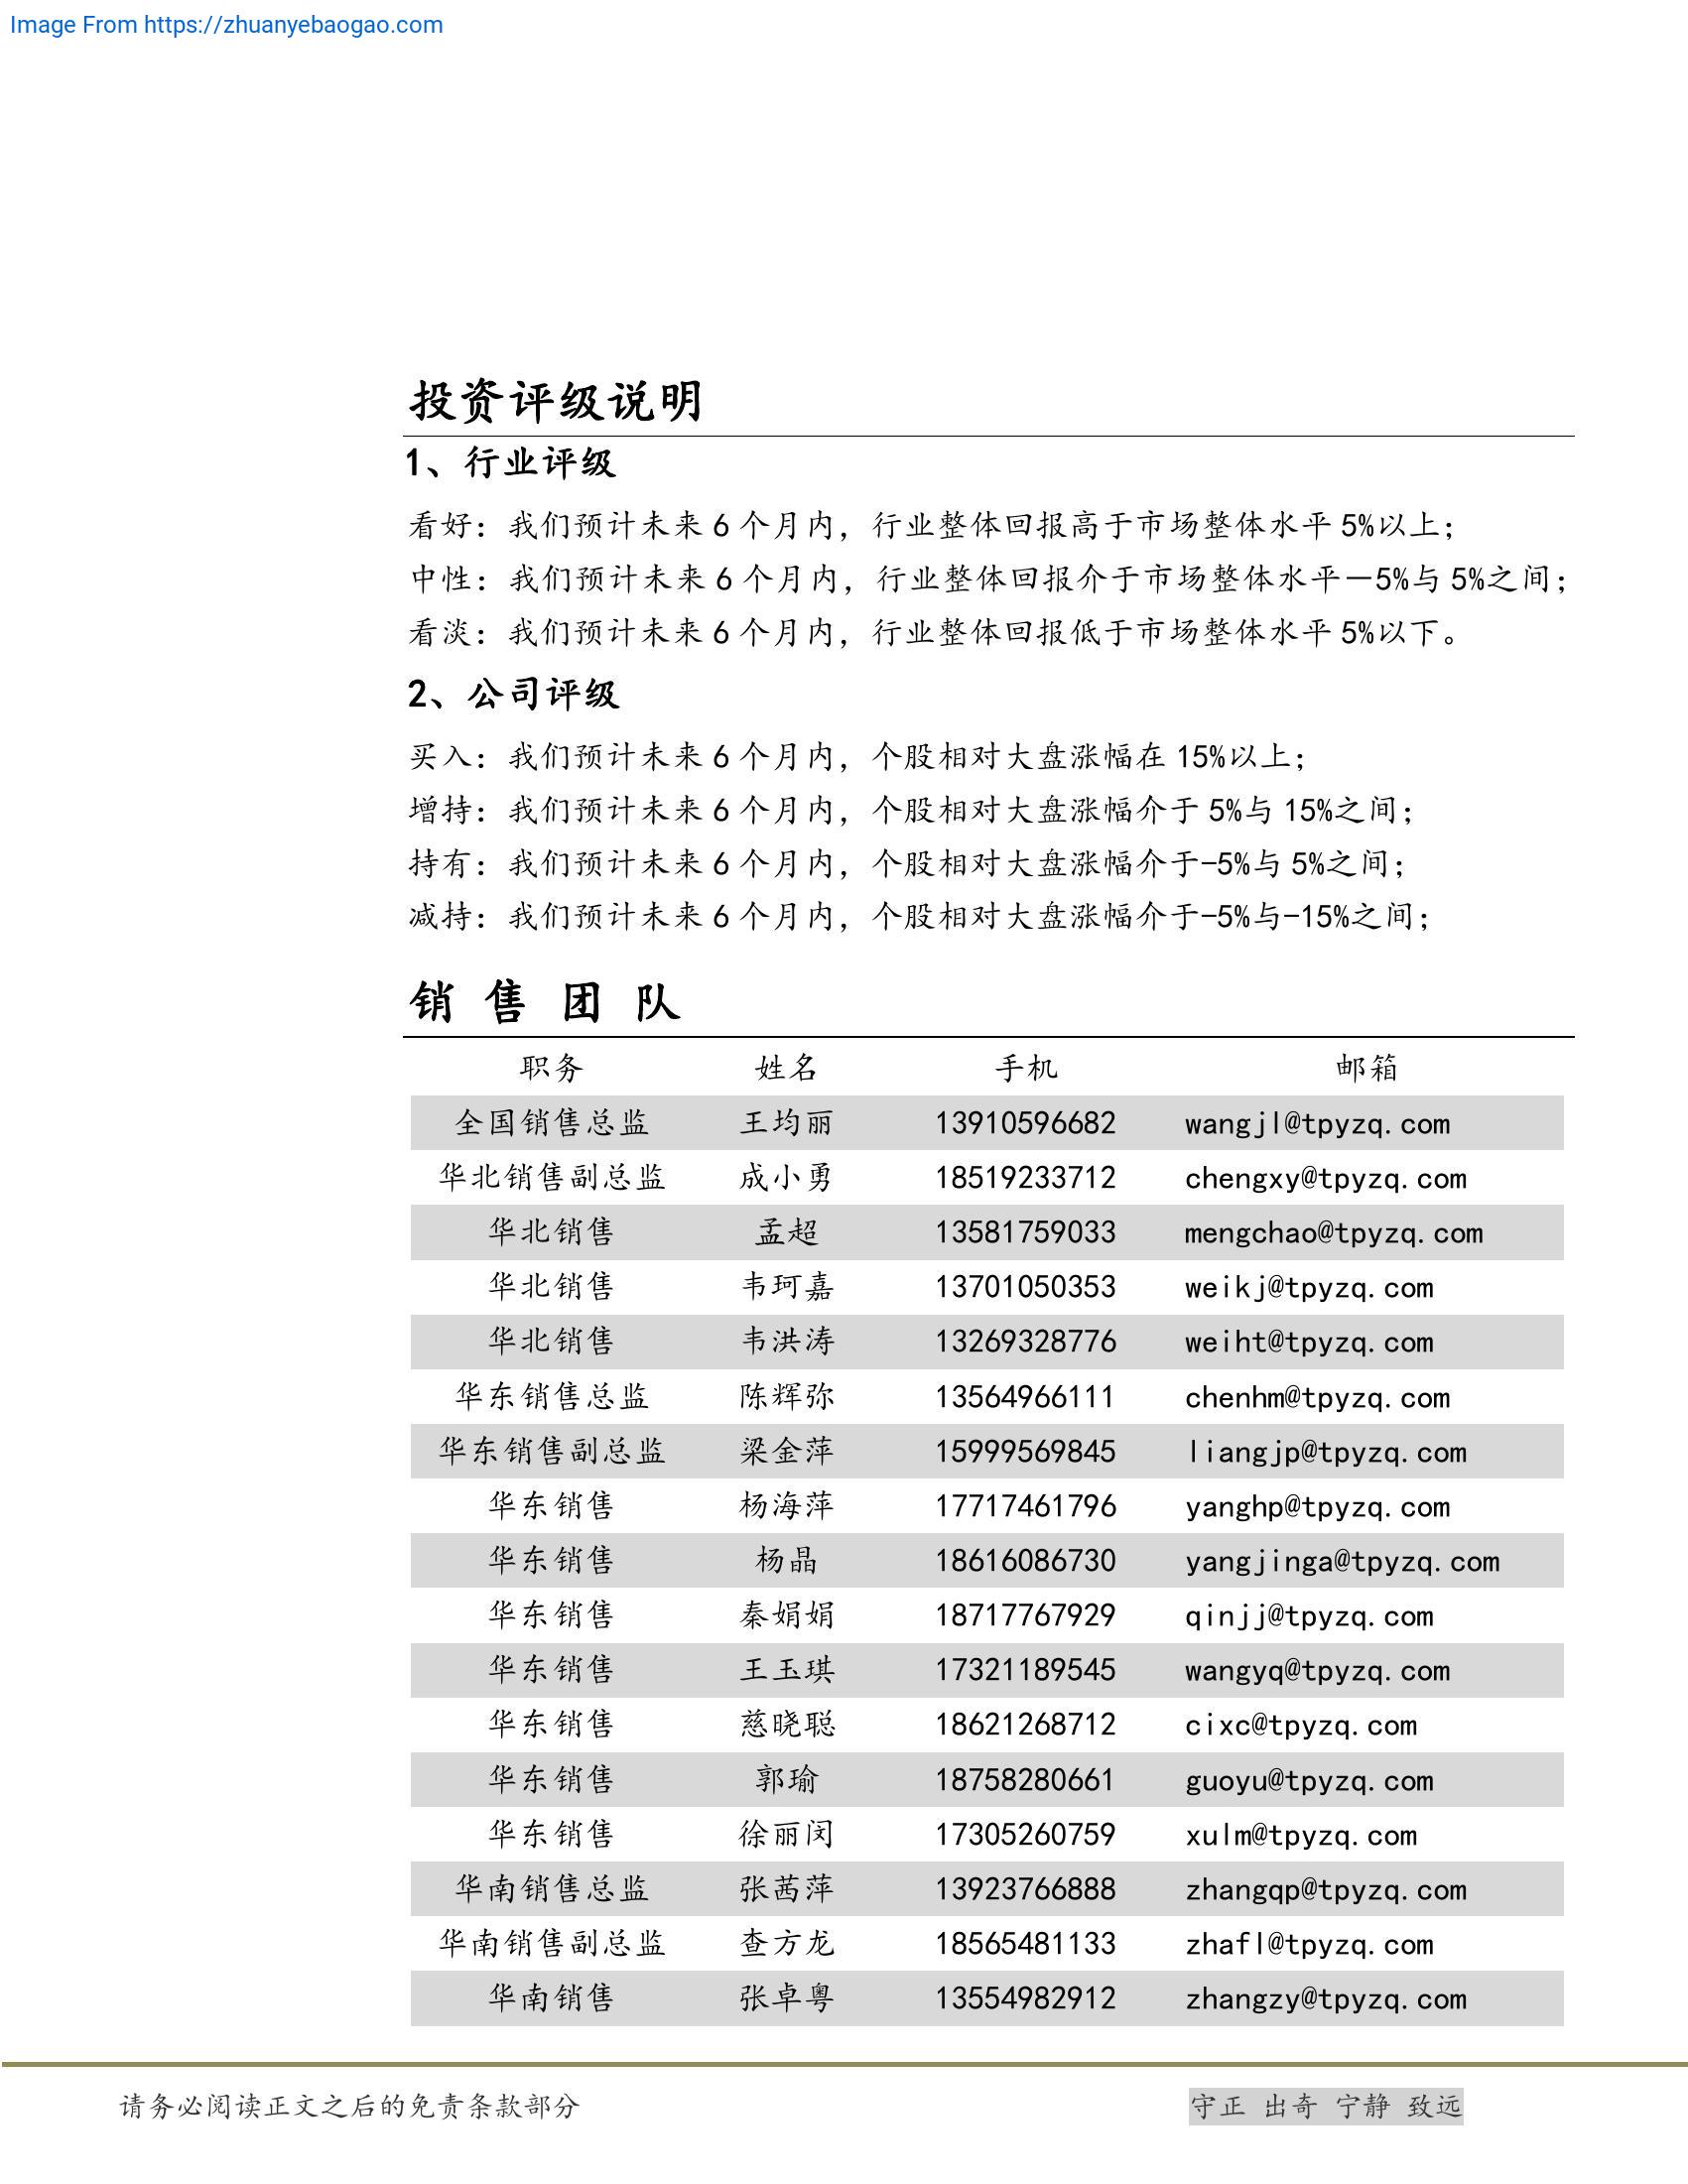 Image From https://zhuanyebaogao.com
投资评级说明
1、行业评级
看好：我们预计未来 6 个月内，行业整体回报高于市场整体水平 5%以上；
中性：我们预计未来 6 个月内，行业整体回报介于市场整体水平－5%与 5%之间；
看淡：我们预计未来 6 个月内，行业整体回报低于市场整体水平 5%以下。
2、公司评级
买入：我们预计未来 6 个月内，个股相对大盘涨幅在 15%以上；
增持：我们预计未来 6 个月内，个股相对大盘涨幅介于 5%与 15%之间；
持有：我们预计未来 6 个月内，个股相对大盘涨幅介于-5%与 5%之间；
减持：我们预计未来 6 个月内，个股相对大盘涨幅介于-5%与-15%之间；
销 售 团 队
职务 姓名 手机 邮箱
全国销售总监 王均丽 13910596682 wangjl@tpyzq.com
华北销售副总监 成小勇 18519233712 chengxy@tpyzq.com
华北销售 孟超 13581759033 mengchao@tpyzq.com
华北销售 韦珂嘉 13701050353 weikj@tpyzq.com
华北销售 韦洪涛 13269328776 weiht@tpyzq.com
华东销售总监 陈辉弥 13564966111 chenhm@tpyzq.com
华东销售副总监 梁金萍 15999569845 liangjp@tpyzq.com
华东销售 杨海萍 17717461796 yanghp@tpyzq.com
华东销售 杨晶 18616086730 yangjinga@tpyzq.com
华东销售 秦娟娟 18717767929 qinjj@tpyzq.com
华东销售 王玉琪 17321189545 wangyq@tpyzq.com
华东销售 慈晓聪 18621268712 cixc@tpyzq.com
华东销售 郭瑜 18758280661 guoyu@tpyzq.com
华东销售 徐丽闵 17305260759 xulm@tpyzq.com
华南销售总监 张茜萍 13923766888 zhangqp@tpyzq.com
华南销售副总监 查方龙 18565481133 zhafl@tpyzq.com
华南销售 张卓粤 13554982912 zhangzy@tpyzq.com
请务必阅读正文之后的免责条款部分 守正 出奇 宁静 致远